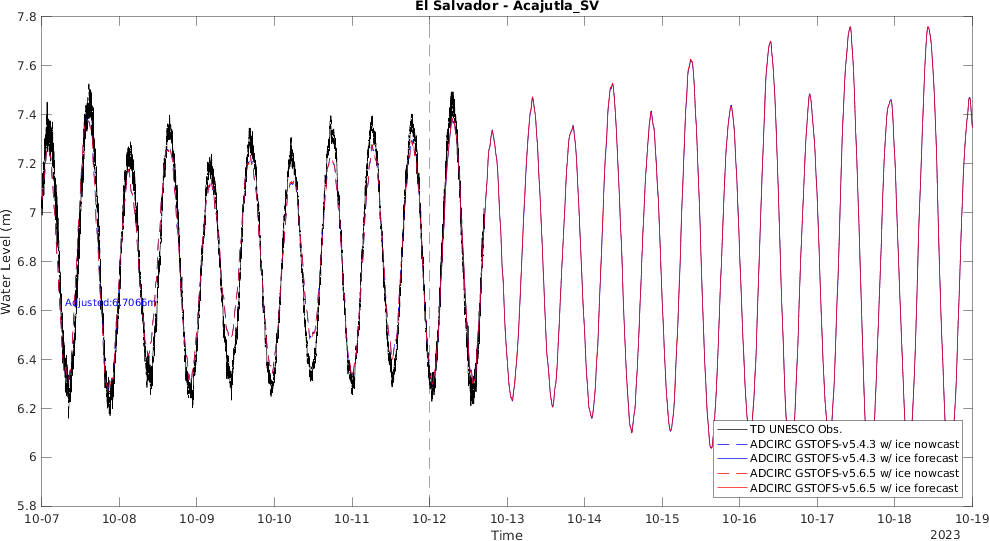 El Salvador - Acajutla_SV
7.8
7.6
7.4
7.2
7
6.8
6.6
6.4
6.2
6
5.8
Water Level (m)
Adjusted:6.7066m
TD UNESCO Obs.
ADCIRC GSTOFS-v5.4.3 w/ ice nowcast
ADCIRC GSTOFS-v5.4.3 w/ ice forecast
ADCIRC GSTOFS-v5.6.5 w/ ice nowcast
ADCIRC GSTOFS-v5.6.5 w/ ice forecast
10-07 10-08 10-09 10-10 10-11 10-12 10-13 10-14 10-15 10-16 10-17 10-18 10-19
Time
2023